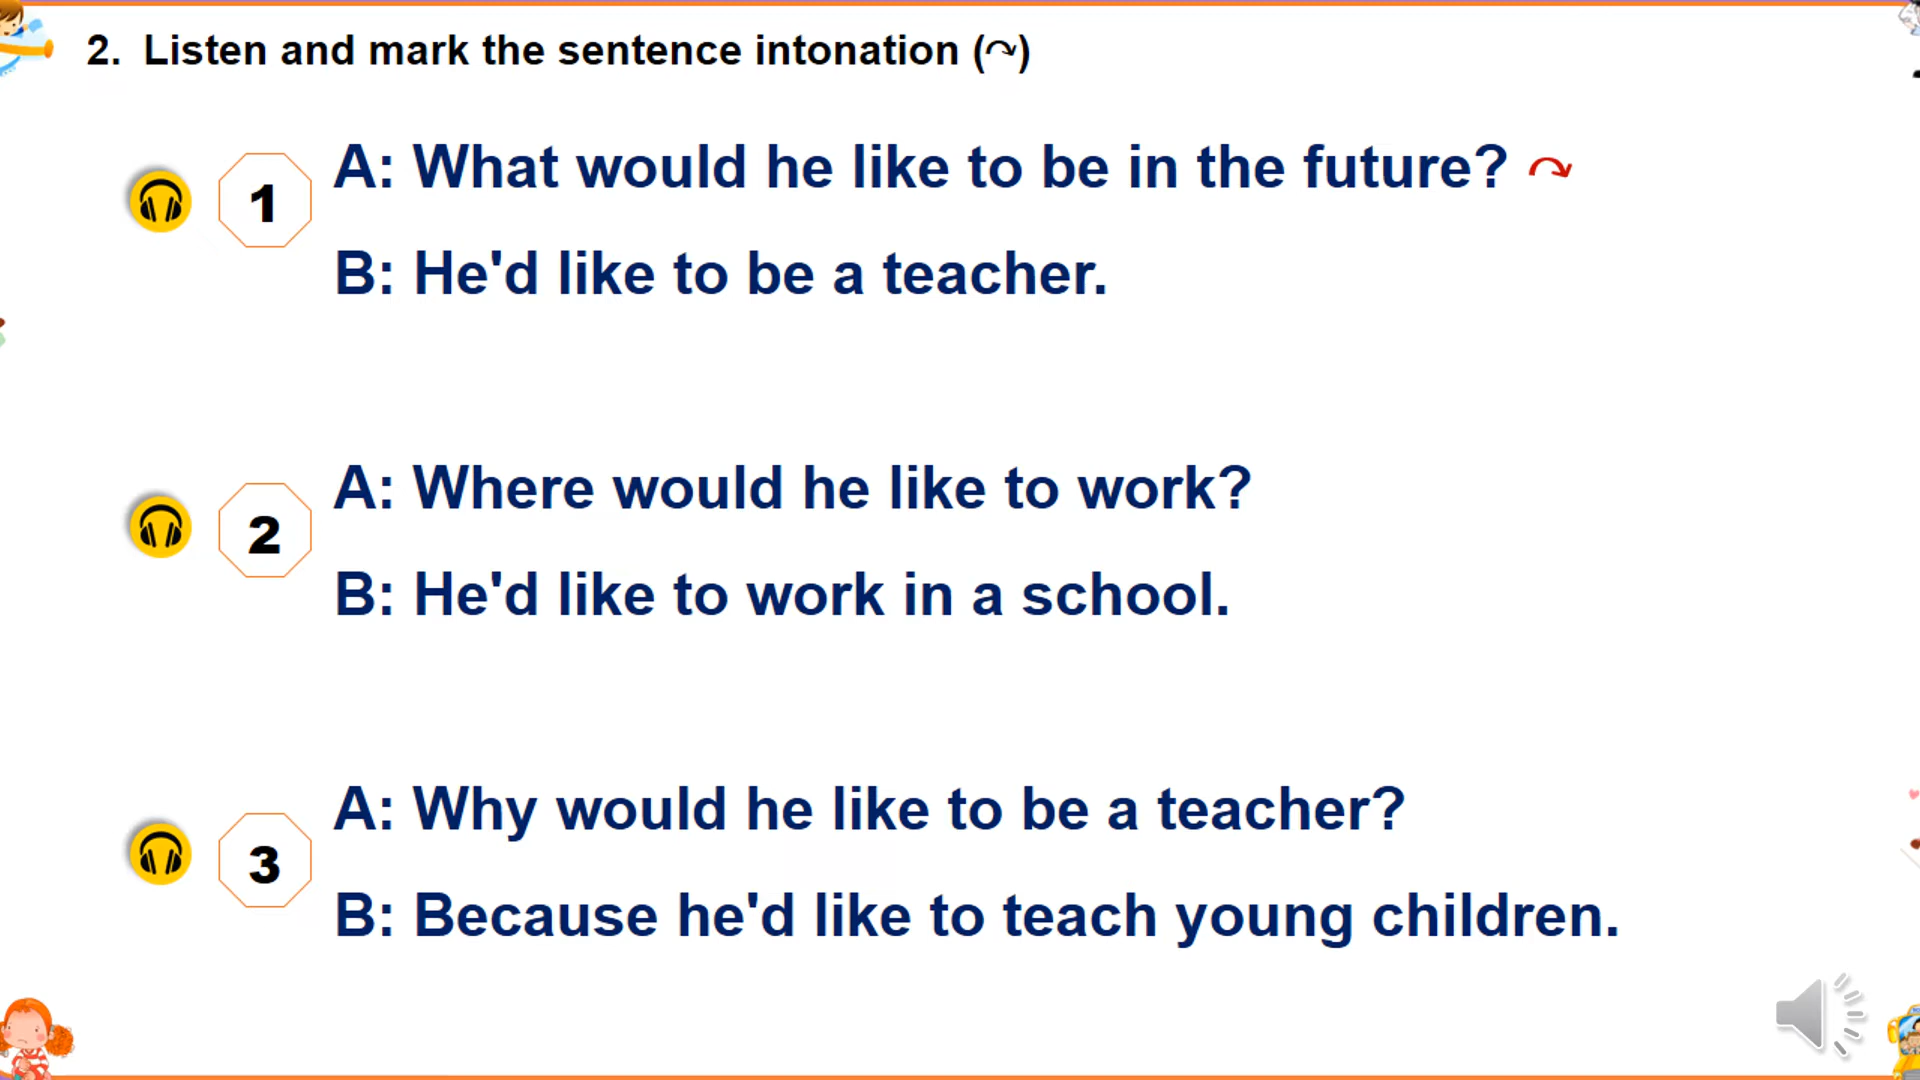 2. Listen and mark the sentence intonation (↷)
1
A: What would he like to be in the future? ↷
B: He'd like to be a teacher.
2
A: Where would he like to work?
B: He'd like to work in a school.
3
A: Why would he like to be a teacher?
B: Because he'd like to teach young children.